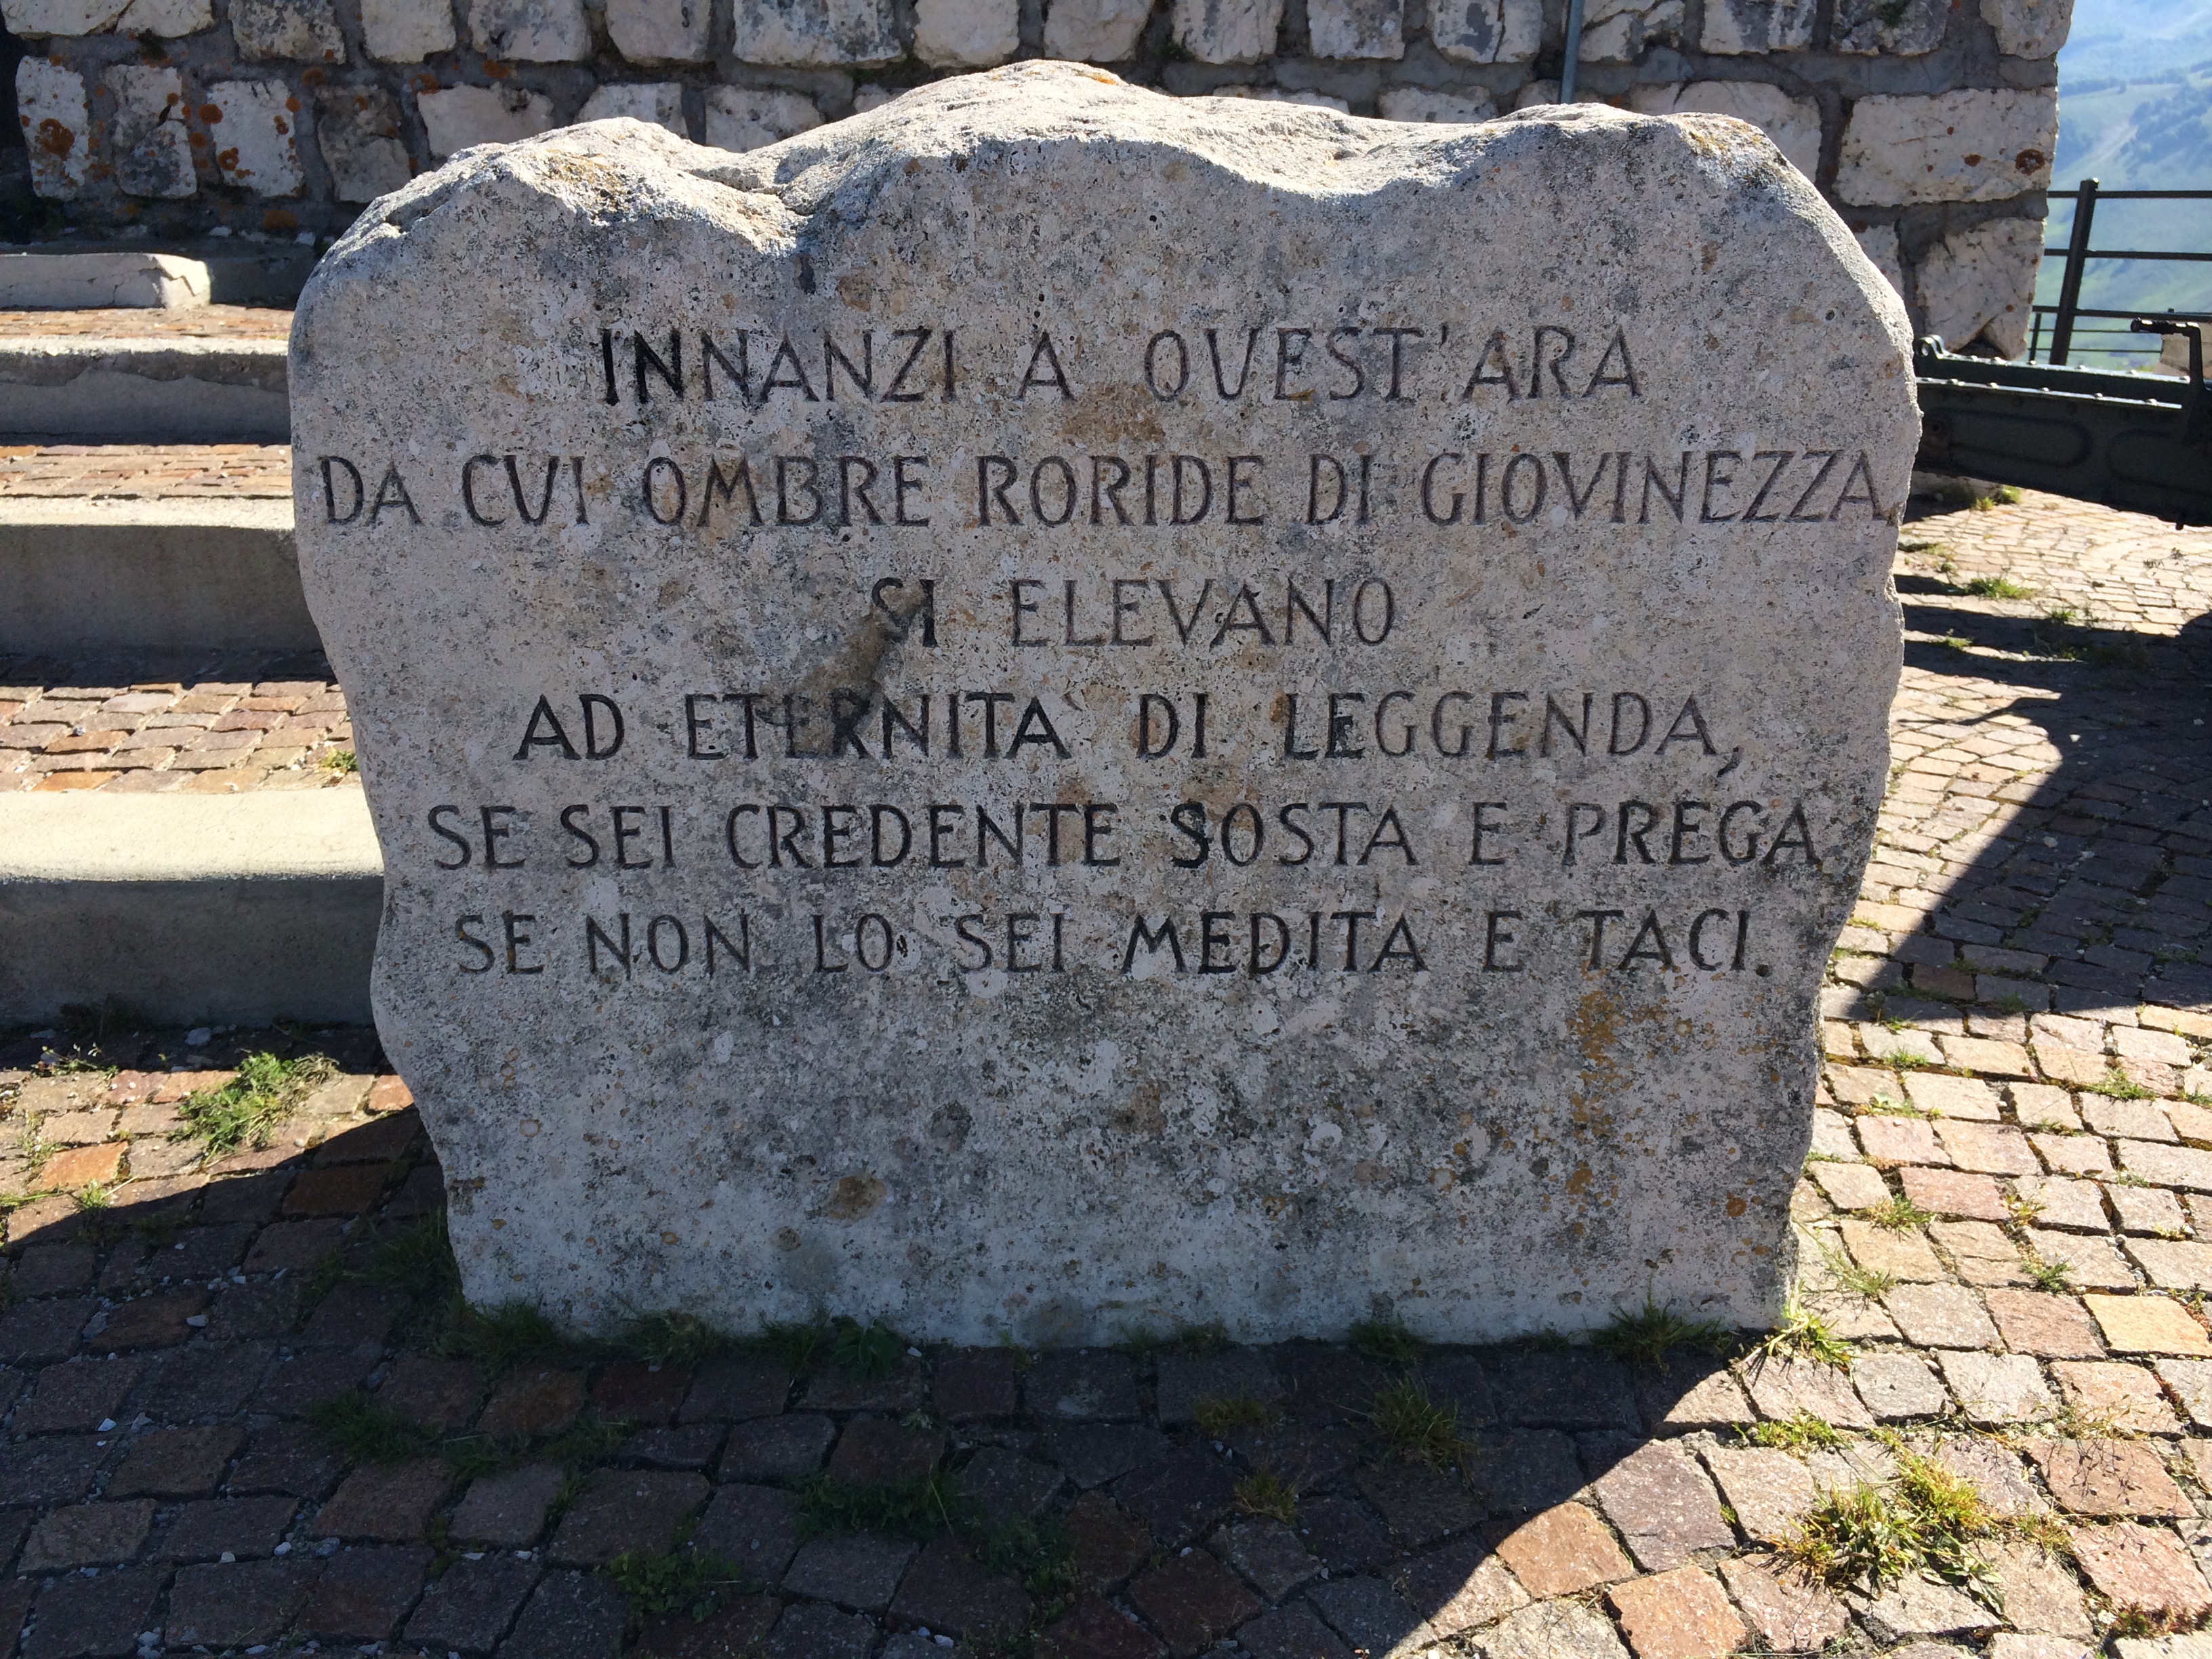 INNANZI A QVEST'ARA
DA CVI OMBRE RORIDE DI GIOVINEZZA
SI ELEVANO
AD ETERNITA' DI LEGGENDA,
SE SEI CREDENTE SOSTA E PREGA
SE NON LO SEI MEDITA E TACI.